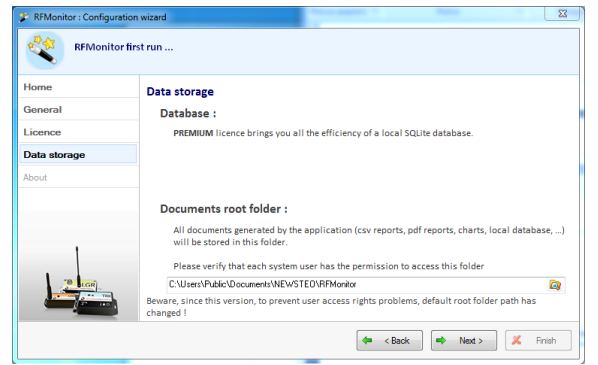 RFMonitor : Configuration wizard
RFMonitor first run ...
Home
General
Licence
Data storage
About
Data storage
Database :
PREMIUM licence brings you all the efficiency of a local SQLite database.
Documents root folder :
All documents generated by the application (csv reports, pdf reports, charts, local database, ...)
will be stored in this folder.
Please verify that each system user has the permission to access this folder
C:\Users\Public\Documents\NEWSTEO\RFMonitor
Beware, since this version, to prevent user access rights problems, default root folder path has
changed !
LGR
< Back
Next >
Finish